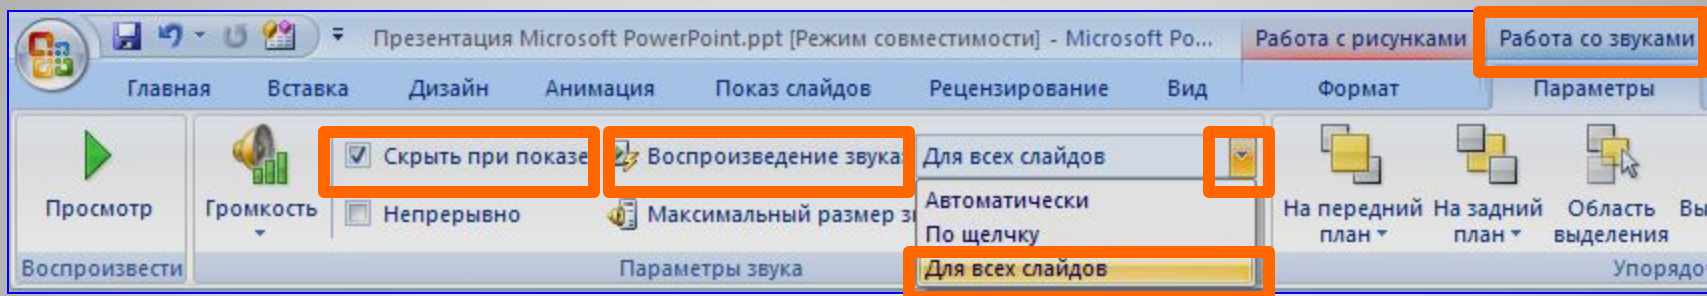 Презентация Microsoft PowerPoint.ppt [Режим совместимости] - Microsoft Po...
Работа с рисунками
Работа со звуками
Главная Вставка Дизайн Анимация Показ слайдов Рецензирование Вид Формат Параметры
Скрыть при показе Воспроизведение звука: Для всех слайдов
Просмотр Громкость Непрерывно Максимальный размер
Автоматически
По щелчку
Для всех слайдов
На передний план
На задний план
Область выделения
Воспроизвести Параметры звука